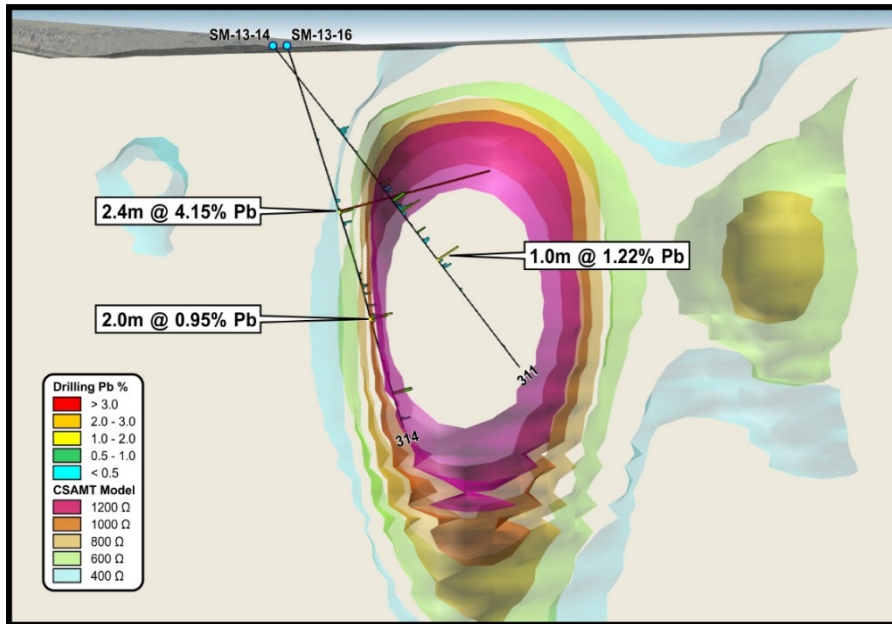 SM-13-14 SM-13-16
2.4m @ 4.15% Pb
1.0m @ 1.22% Pb
2.0m @ 0.95% Pb
311
314
Drilling Pb %
> 3.0
2.0 - 3.0
1.0 - 2.0
0.5 - 1.0
< 0.5
CSAMT Model
1200 Ω
1000 Ω
800 Ω
600 Ω
400 Ω